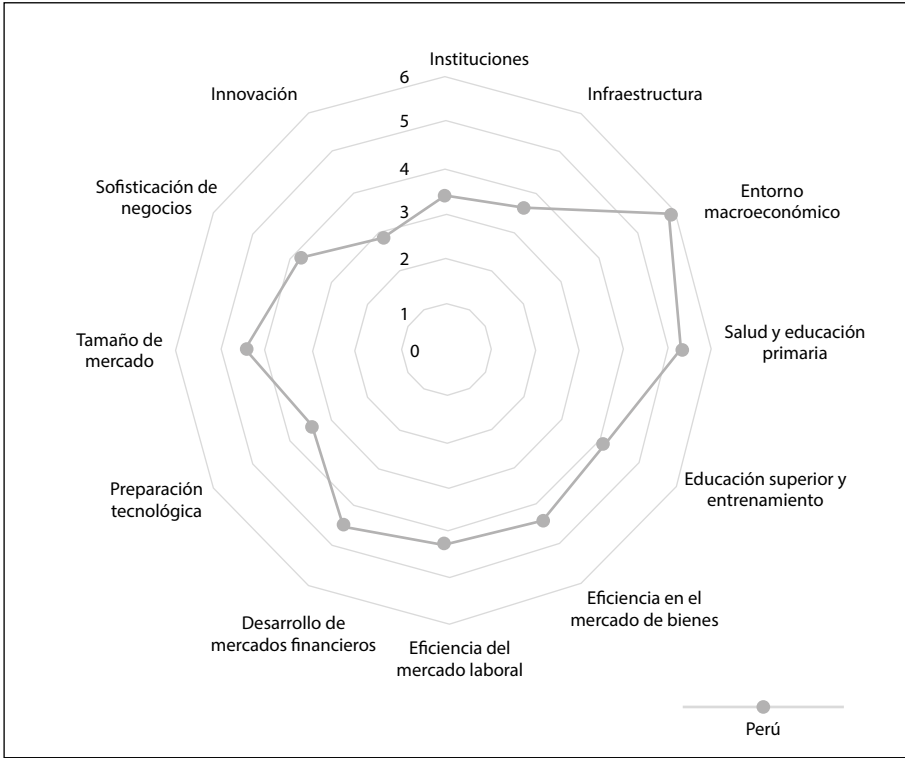 Instituciones
6
Innovación
Infraestructura
5
4
Sofisticación de
negocios
Entorno
macroeconómico
3
2
1
Tamaño de
mercado
0
Salud y educación
primaria
Preparación
tecnológica
Educación superior y
entrenamiento
Desarrollo de
mercados financieros
Eficiencia del
mercado laboral
Eficiencia en el
mercado de bienes
Perú